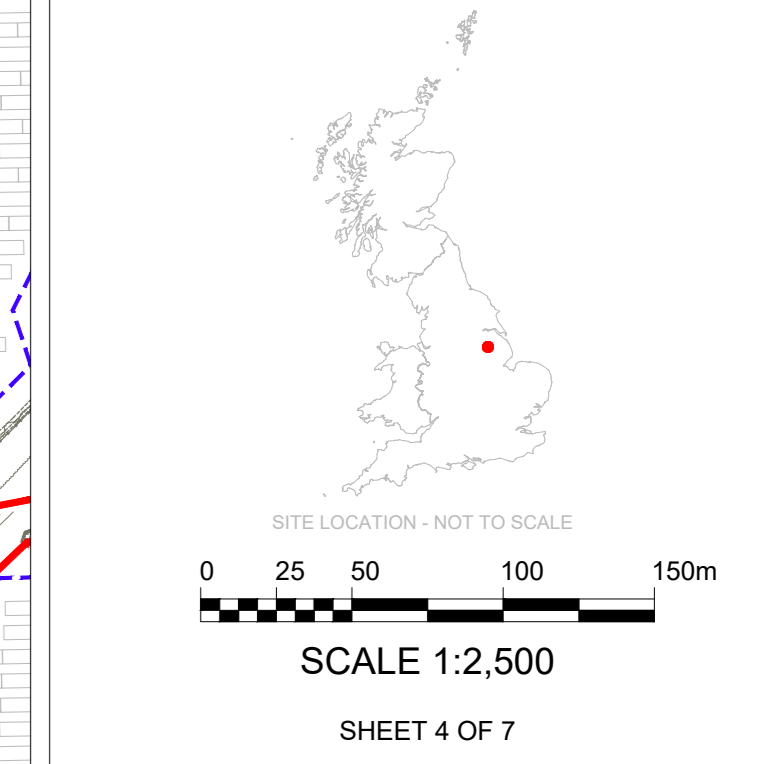 SITE LOCATION - NOT TO SCALE
0 25 50 100 150m
SCALE 1:2,500
SHEET 4 OF 7